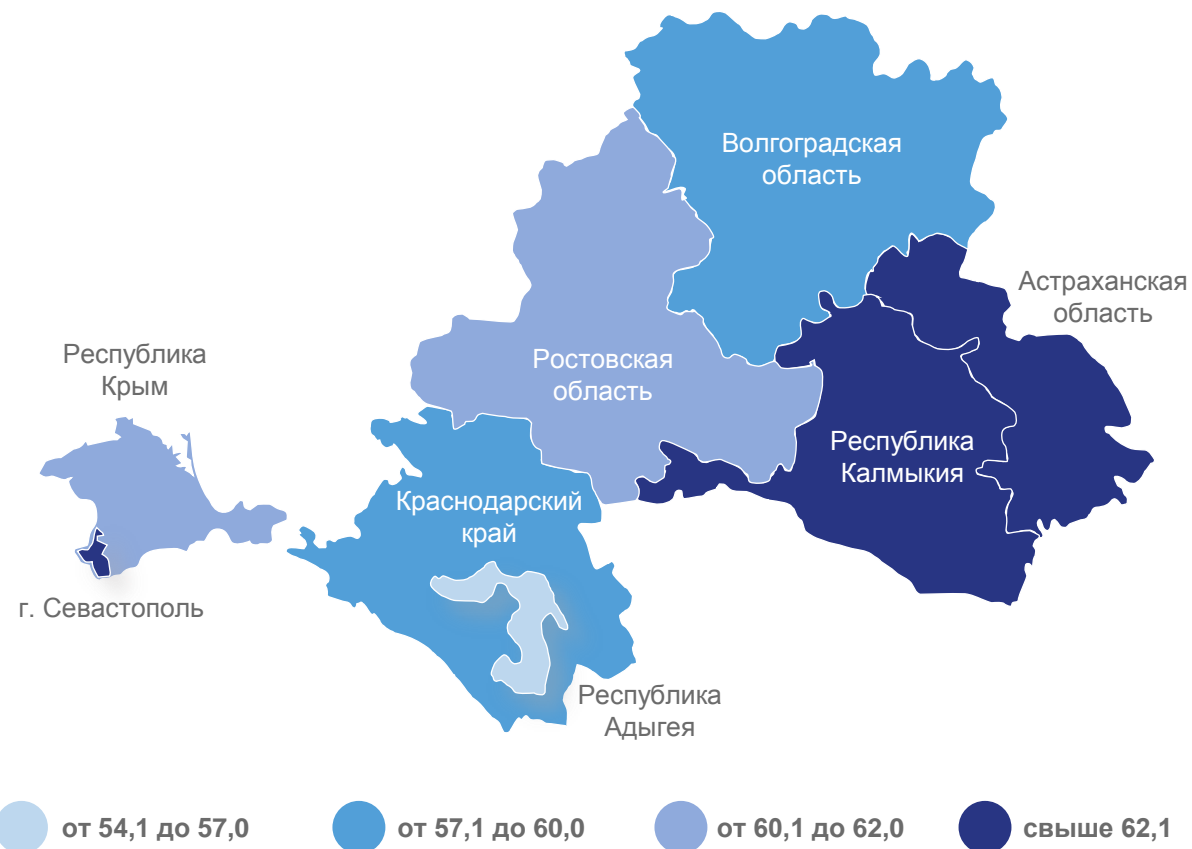 Волгоградская
область
Астраханская
область
Республика
Крым
Ростовская
область
Республика
Калмыкия
Краснодарский
край
г. Севастополь
Республика
Адыгея
от 54,1 до 57,0
от 57,1 до 60,0
от 60,1 до 62,0
свыше 62,1